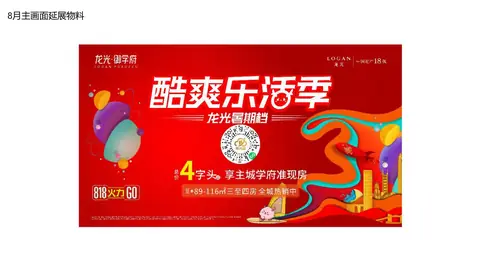 8月主画面延展物料
龙光·御学府
LOGAN
龙光
酷爽乐活季
龙光暑期档
4字头 享主城学府准现房
89-116㎡三至四房 全城热销中
818火力GO